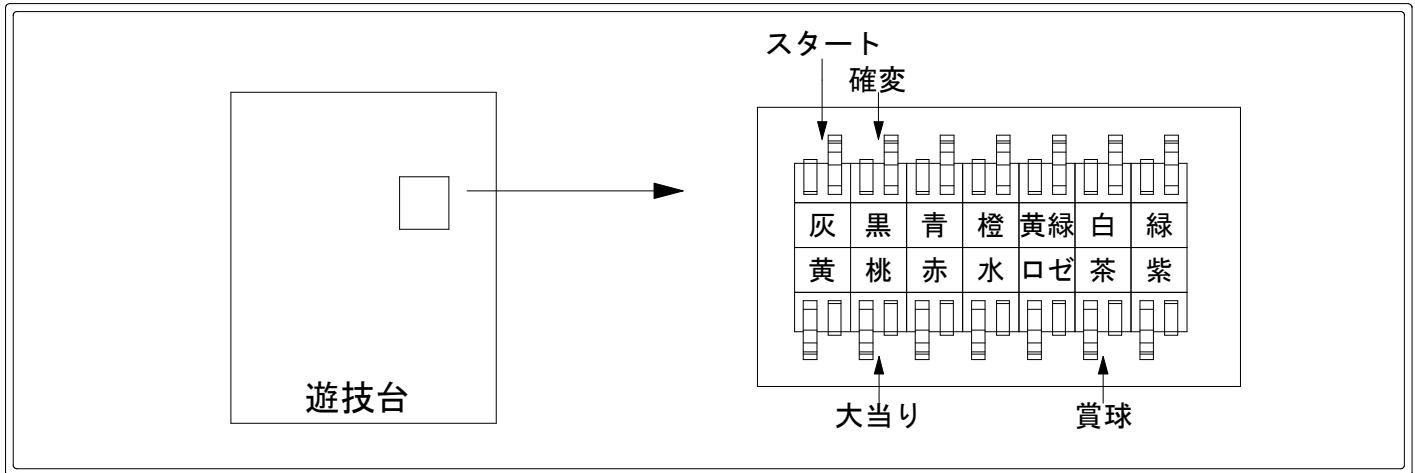 スタート
確変
灰 黒 青 橙 黄緑 白 緑
黄 桃 赤 水 ロゼ 茶 紫
遊技台
大当り
賞球